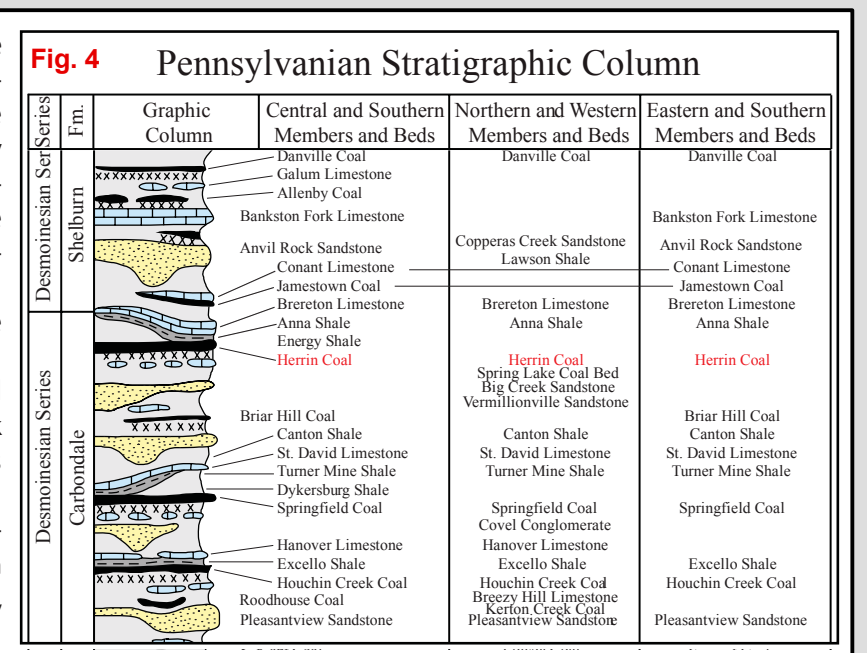 Fig. 4
Pennsylvanian Stratigraphic Column
Series
Fm.
Graphic
Column
Central and Southern
Members and Beds
Northern and Western
Members and Beds
Eastern and Southern
Members and Beds
Desmoinesian Ser
Shelburn
Desmoinesian Series
Carbondale
Danville Coal
Galum Limestone
Allenby Coal
Bankston Fork Limestone
Anvil Rock Sandstone
Conant Limestone
Jamestown Coal
Brereton Limestone
Anna Shale
Energy Shale
Herrin Coal
Briar Hill Coal
Canton Shale
St. David Limestone
Turner Mine Shale
Dykersburg Shale
Springfield Coal
Hanover Limestone
Excello Shale
Houchin Creek Coal
Roodhouse Coal
Pleasantview Sandstone
Danville Coal
Copperas Creek Sandstone
Lawson Shale
Brereton Limestone
Anna Shale
Herrin Coal
Spring Lake Coal Bed
Big Creek Sandstone
Vermillionville Sandstone
Canton Shale
St. David Limestone
Turner Mine Shale
Springfield Coal
Covel Conglomerate
Hanover Limestone
Excello Shale
Houchin Creek Coal
Breezy Hill Limestone
Kerton Creek Coal
Pleasantview Sandstone
Danville Coal
Bankston Fork Limestone
Anvil Rock Sandstone
Conant Limestone
Jamestown Coal
Brereton Limestone
Anna Shale
Herrin Coal
Briar Hill Coal
Canton Shale
St. David Limestone
Turner Mine Shale
Springfield Coal
Excello Shale
Houchin Creek Coal
Pleasantview Sandstone